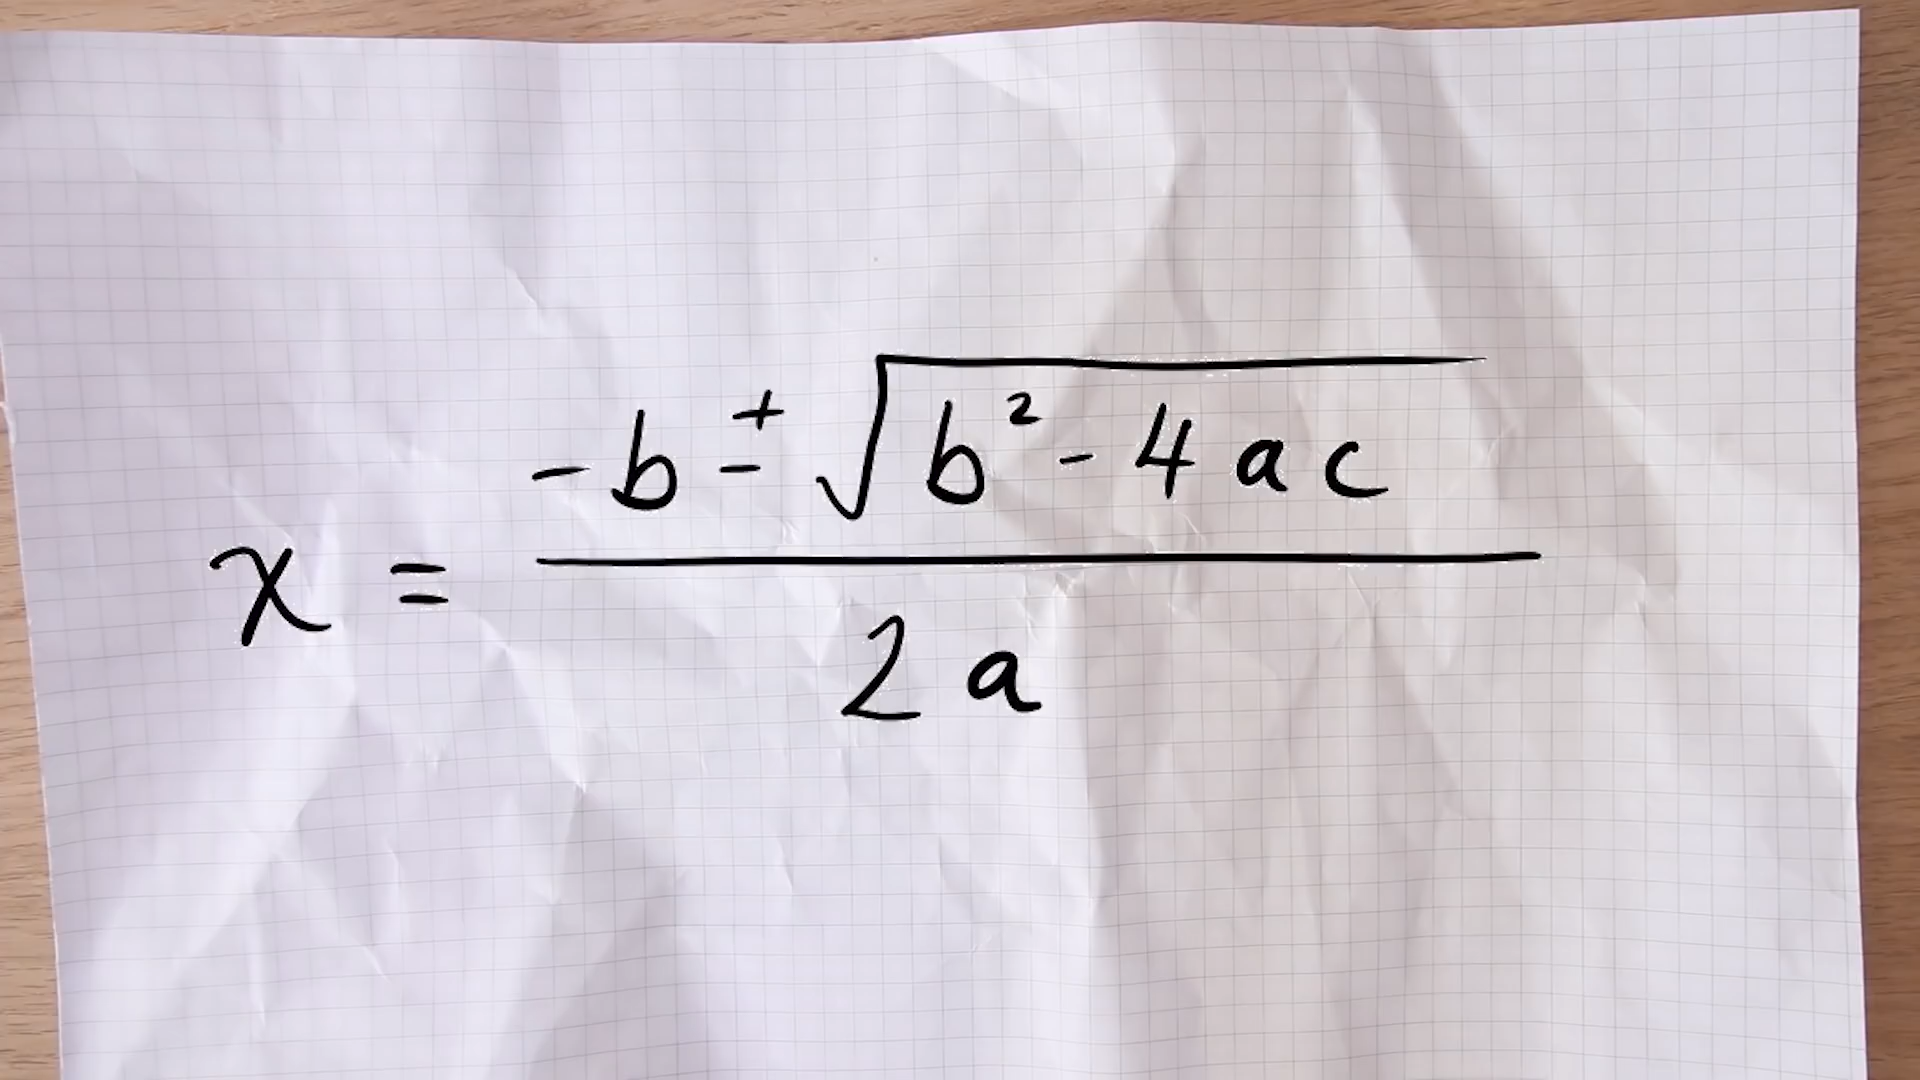 x = (-b ± √(b² - 4ac)) / 2a